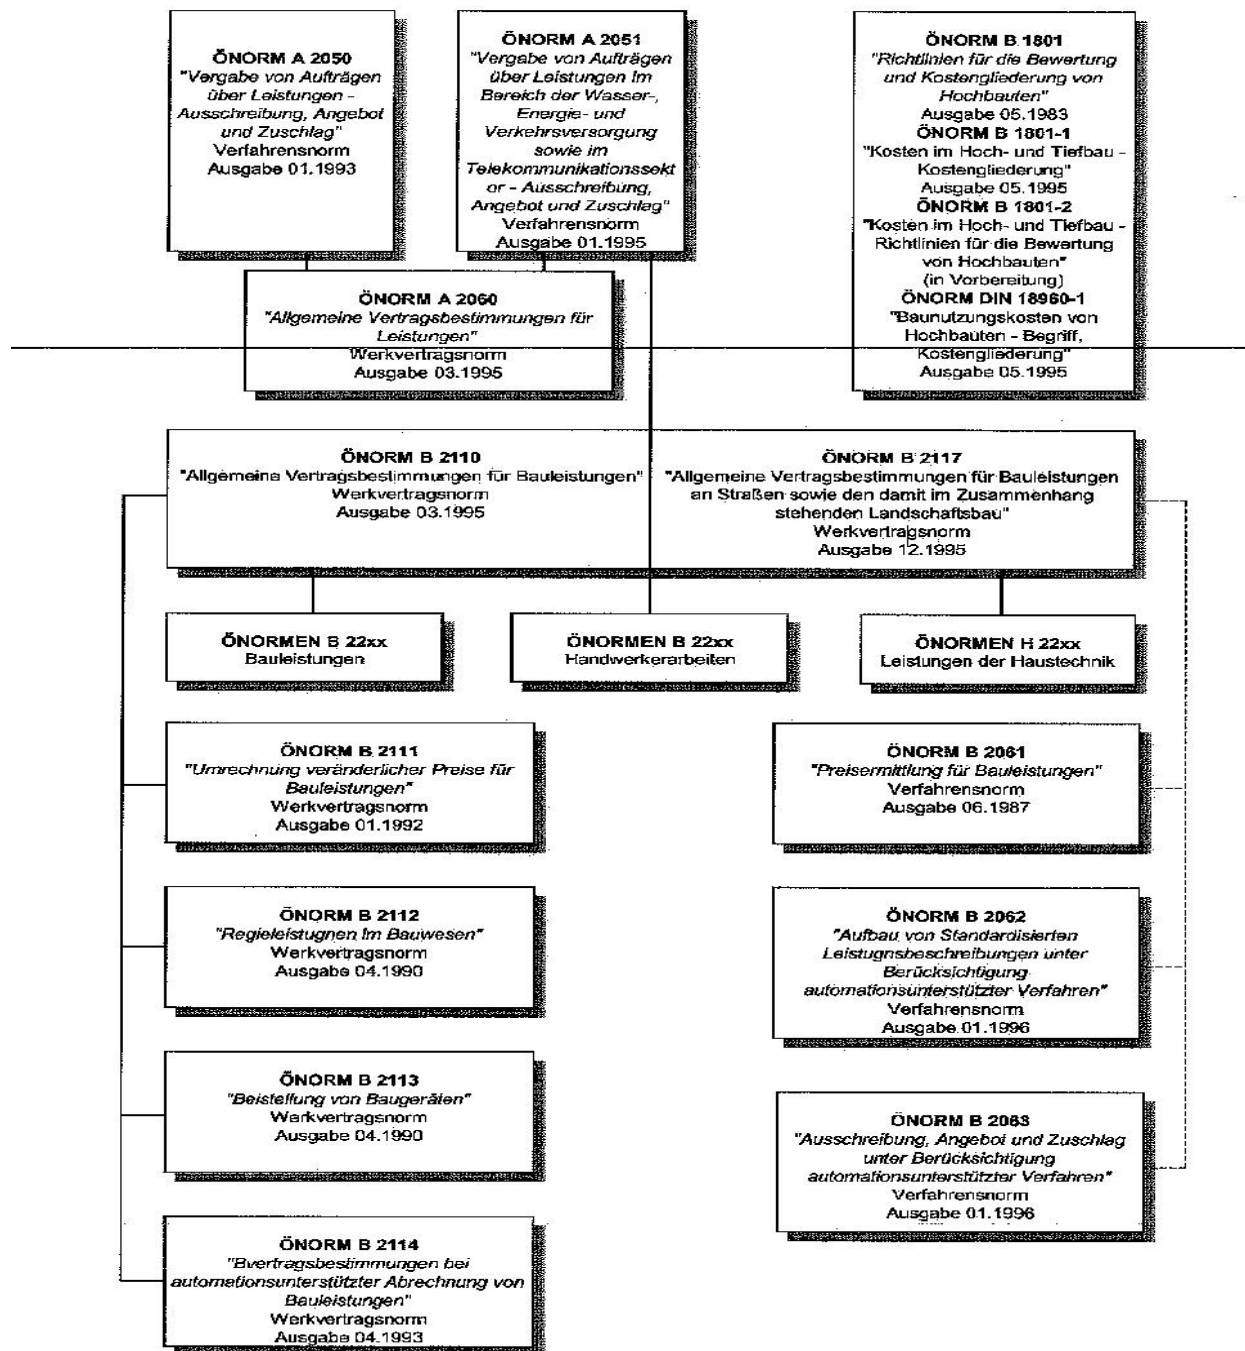 ÖNORM A 2050
"Vergabe von Aufträgen
über Leistungen -
Ausschreibung, Angebot
und Zuschlag"
Verfahrensnorm
Ausgabe 01.1993
ÖNORM A 2051
"Vergabe von Aufträgen
über Leistungen im
Bereich der Wasser-,
Energie- und
Verkehrsversorgung
sowie im
Telekommunikationssekt
or - Ausschreibung,
Angebot und Zuschlag"
Verfahrensnorm
Ausgabe 01.1995
ÖNORM B 1801
"Richtlinien für die Bewertung
und Kostengliederung von
Hochbauten"
Ausgabe 05.1983
ÖNORM B 1801-1
"Kosten im Hoch- und Tiefbau -
Kostengliederung"
Ausgabe 05.1995
ÖNORM B 1801-2
"Kosten im Hoch- und Tiefbau -
Richtlinien für die Bewertung
von Hochbauten"
(in Vorbereitung)
ÖNORM DIN 18960-1
"Baunutzungskosten von
Hochbauten - Begriff,
Kostengliederung"
Ausgabe 05.1995
ÖNORM A 2060
"Allgemeine Vertragsbestimmungen für
Leistungen"
Werkvertragsnorm
Ausgabe 03.1995
ÖNORM B 2110
"Allgemeine Vertragsbestimmungen für Bauleistungen"
Werkvertragsnorm
Ausgabe 03.1995
ÖNORM B 2117
"Allgemeine Vertragsbestimmungen für Bauleistungen
an Straßen sowie den damit im Zusammenhang
stehenden Landschaftsbau"
Werkvertragsnorm
Ausgabe 12.1995
ÖNORMEN B 22xx
Bauleistungen
ÖNORMEN B 22xx
Handwerkerarbeiten
ÖNORMEN H 22xx
Leistungen der Haustechnik
ÖNORM B 2111
"Umrechnung veränderlicher Preise für
Bauleistungen"
Werkvertragsnorm
Ausgabe 01.1992
ÖNORM B 2061
"Preisermittlung für Bauleistungen"
Verfahrensnorm
Ausgabe 06.1987
ÖNORM B 2112
"Regieleistugnen im Bauwesen"
Werkvertragsnorm
Ausgabe 04.1990
ÖNORM B 2062
"Aufbau von Standardisierten
Leistugnsbeschreibungen unter
Berücksichtigung
automationsunterstützter Verfahren"
Verfahrensnorm
Ausgabe 01.1996
ÖNORM B 2113
"Beistellung von Baugeräten"
Werkvertragsnorm
Ausgabe 04.1990
ÖNORM B 2063
"Ausschreibung, Angebot und Zuschlag
unter Berücksichtigung
automationsunterstützter Verfahren"
Verfahrensnorm
Ausgabe 01.1996
ÖNORM B 2114
"Bvertragsbestimmungen bei
automationsunterstützter Abrechnung von
Bauleistungen"
Werkvertragsnorm
Ausgabe 04.1993